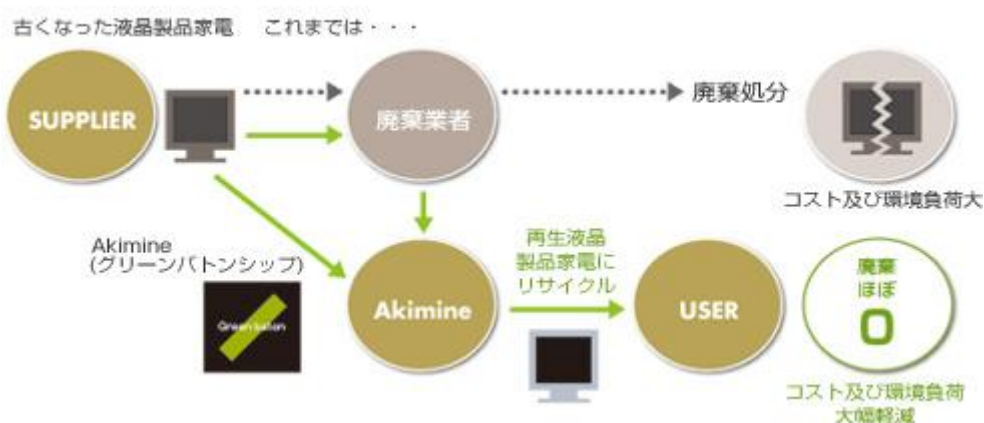 古くなった液晶製品家電 これまでは・・・
SUPPLIER
廃棄業者
廃棄処分
コスト及び環境負荷大
Akimine
(グリーンバトンシップ)
Green baton
Akimine
再生液晶
製品家電に
リサイクル
USER
廃棄
ほぼ
0
コスト及び環境負荷
大幅軽減